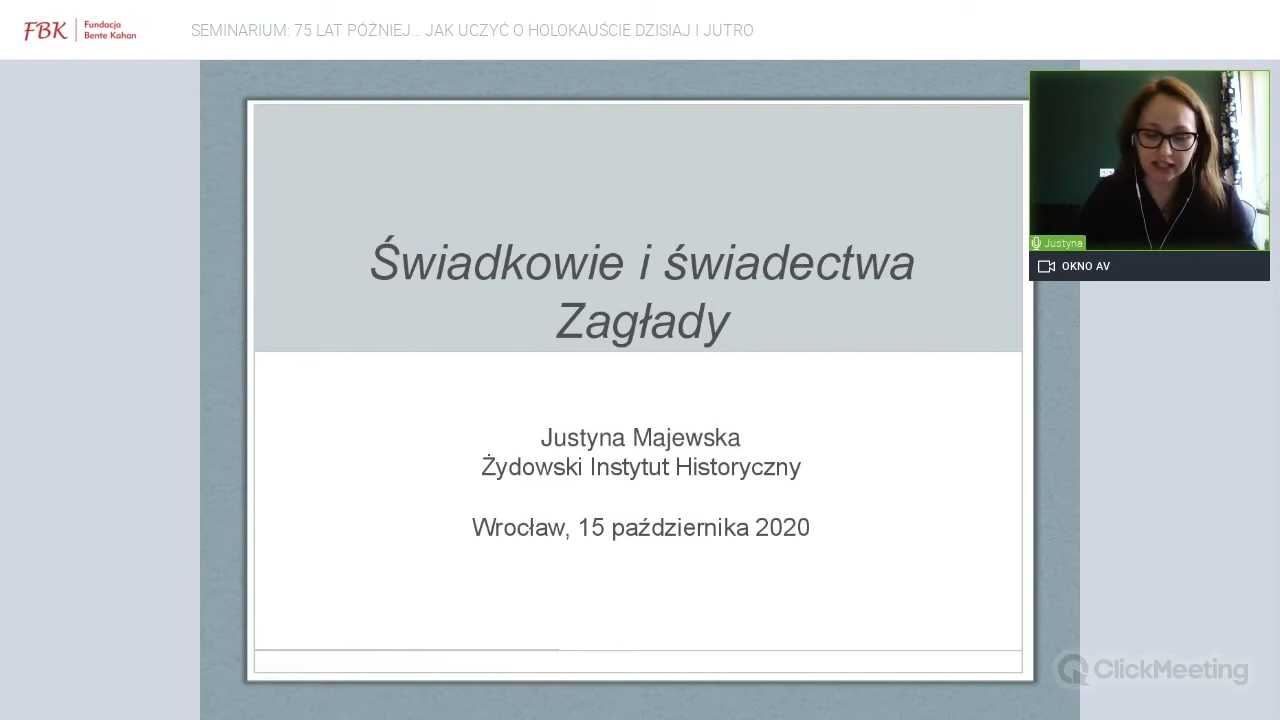 FBK
Fundacja
Bente Kahan
SEMINARIUM: 75 LAT PÓŹNIEJ... JAK UCZYĆ O HOLOKAUŚCIE DZISIAJ I JUTRO
Świadkowie i świadectwa
Zagłady
Justyna Majewska
Żydowski Instytut Historyczny
Wrocław, 15 października 2020
Justyna
OKNO AV
ClickMeeting